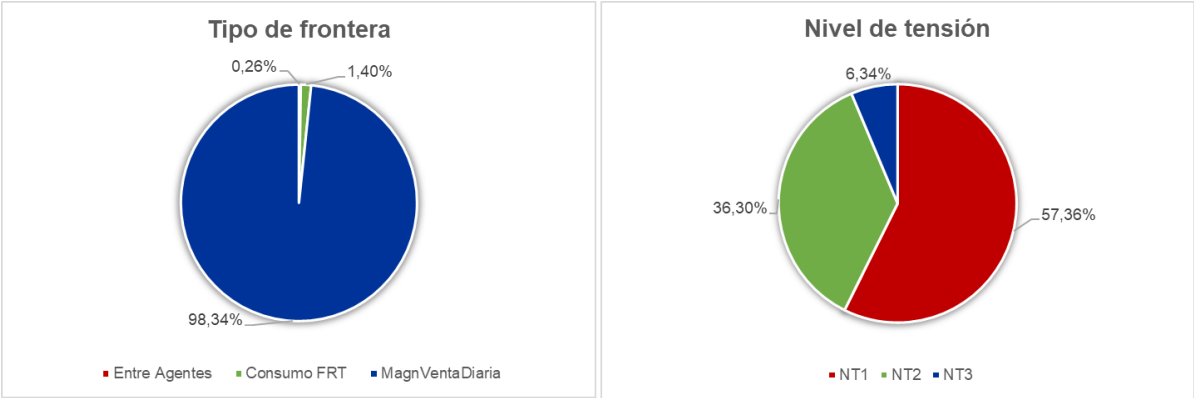 Tipo de frontera
0,26%
1,40%
98,34%
Entre Agentes Consumo FRT MagnVentaDiaria
Nivel de tensión
6,34%
36,30%
57,36%
NT1 NT2 NT3